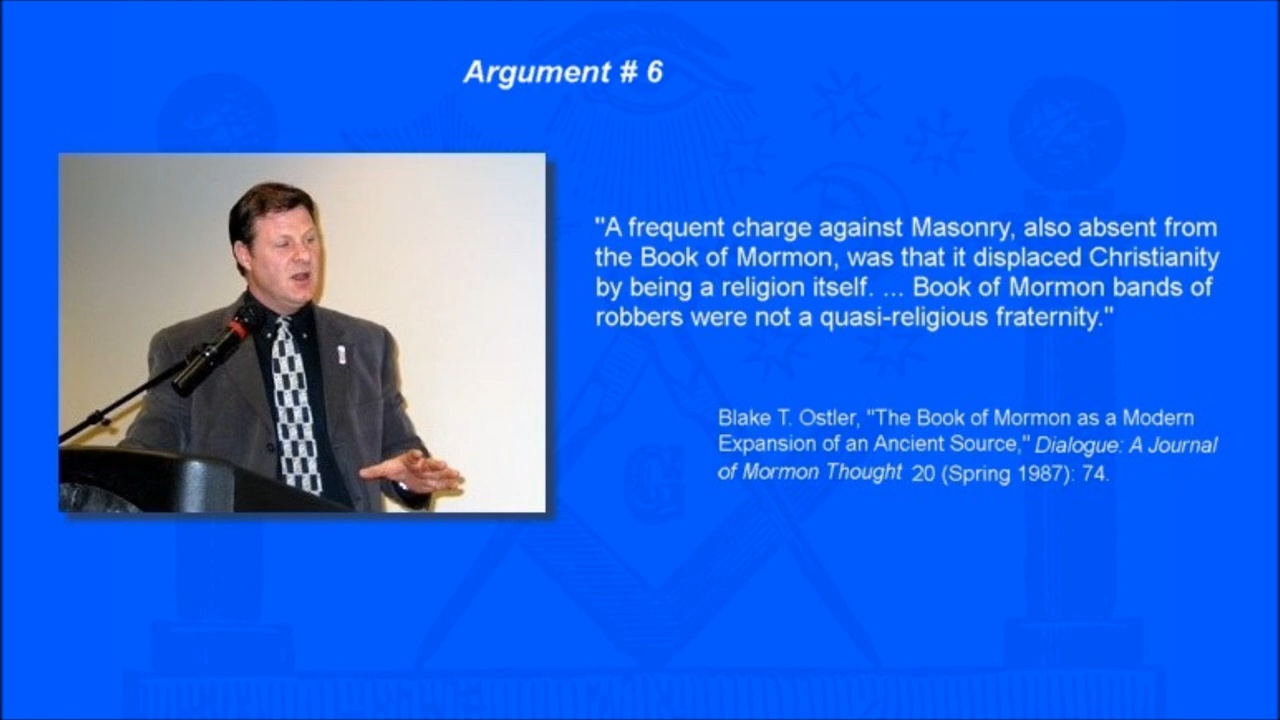 Argument # 6
"A frequent charge against Masonry, also absent from
the Book of Mormon, was that it displaced Christianity
by being a religion itself. ... Book of Mormon bands of
robbers were not a quasi-religious fraternity."
Blake T. Ostler, "The Book of Mormon as a Modern
Expansion of an Ancient Source," Dialogue: A Journal
of Mormon Thought 20 (Spring 1987): 74.
G